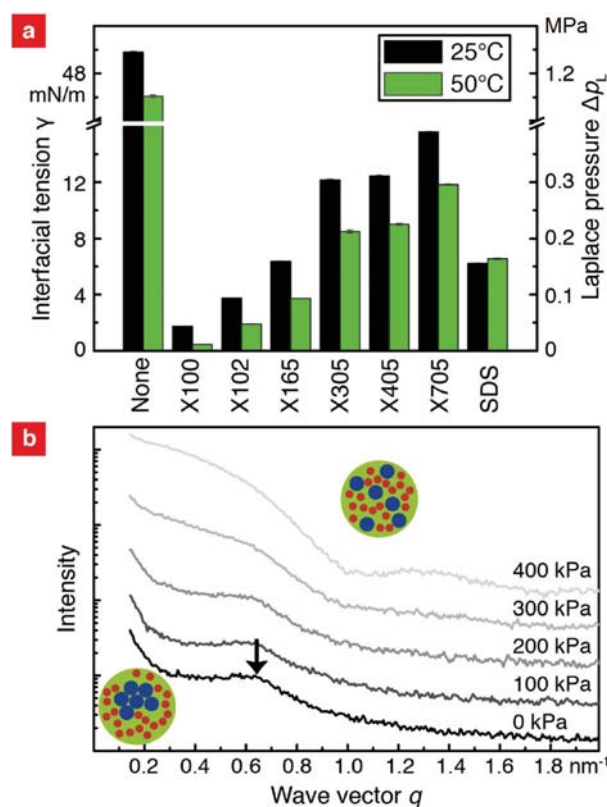 a
MPa
48
mN/m
25°C
50°C
1.2
Interfacial tension γ
Laplace pressure Δp_L
12
8
4
0
0.3
0.2
0.1
0
None
X100
X102
X165
X305
X405
X705
SDS
b
Intensity
400 kPa
300 kPa
200 kPa
100 kPa
0 kPa
0.2 0.4 0.6 0.8 1.0 1.2 1.4 1.6 1.8 nm⁻¹
Wave vector q